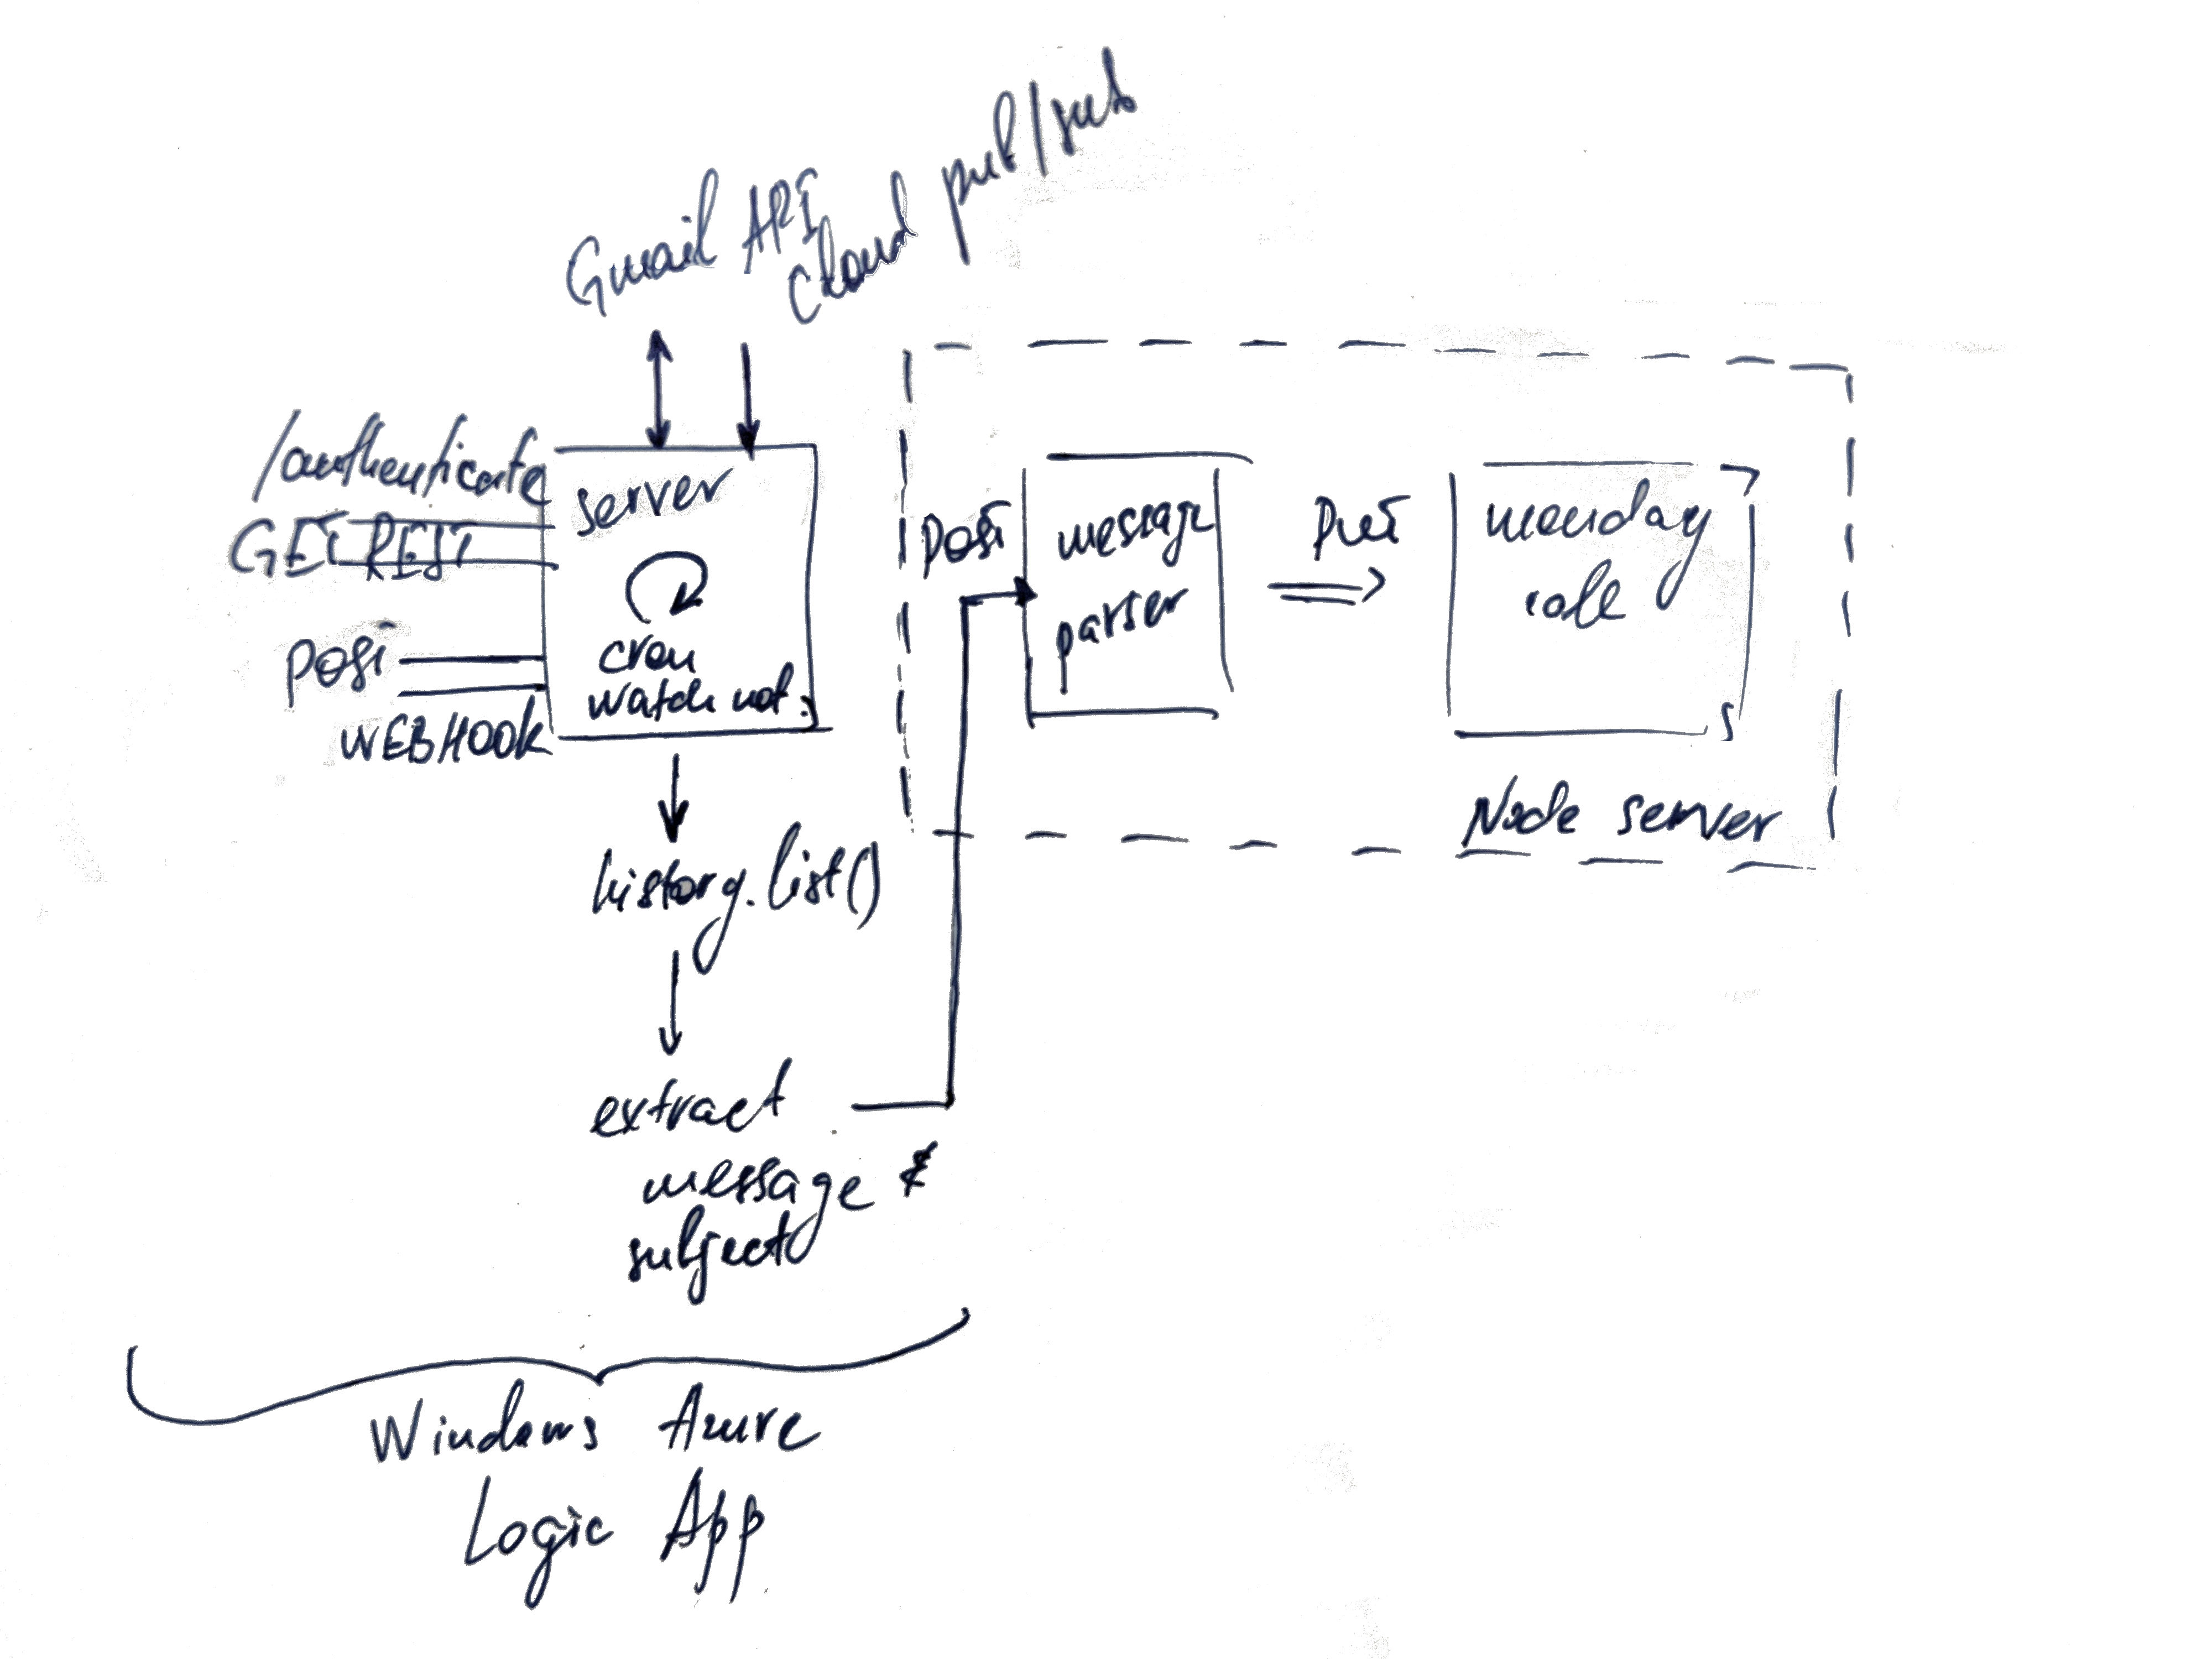 Gmail API
Cloud pub/sub
/authenticate
GET REST
POST
WEBHOOK
server
cron
watch not.
history.list()
extract
message &
subject
POST
message
parser
PUT
monday
Node server
Windows Azure
Logic App